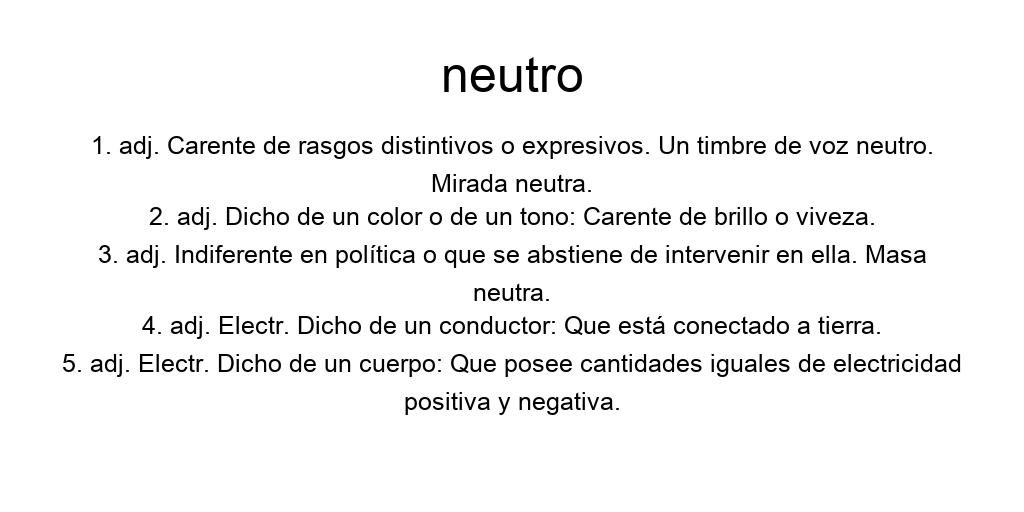 neutro
1. adj. Carente de rasgos distintivos o expresivos. Un timbre de voz neutro.
Mirada neutra.
2. adj. Dicho de un color o de un tono: Carente de brillo o viveza.
3. adj. Indiferente en política o que se abstiene de intervenir en ella. Masa
neutra.
4. adj. Electr. Dicho de un conductor: Que está conectado a tierra.
5. adj. Electr. Dicho de un cuerpo: Que posee cantidades iguales de electricidad
positiva y negativa.